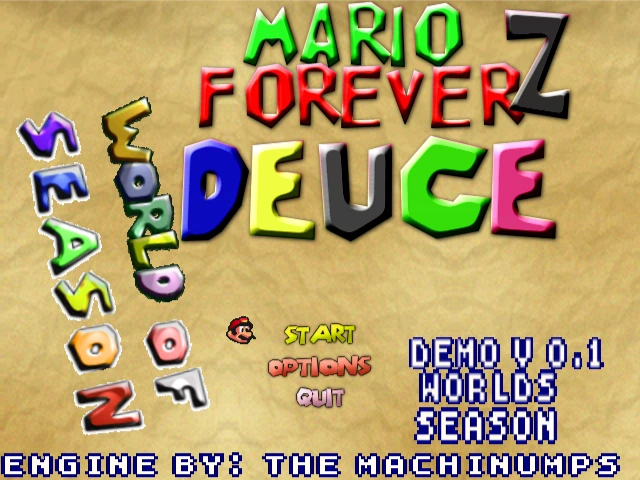 MARIO
FOREVER Z
DEUCE
WORLD OF
SEASON
START
OPTIONS
QUIT
DEMO V 0.1
WORLDS
SEASON
ENGINE BY: THE MACHINUMPS